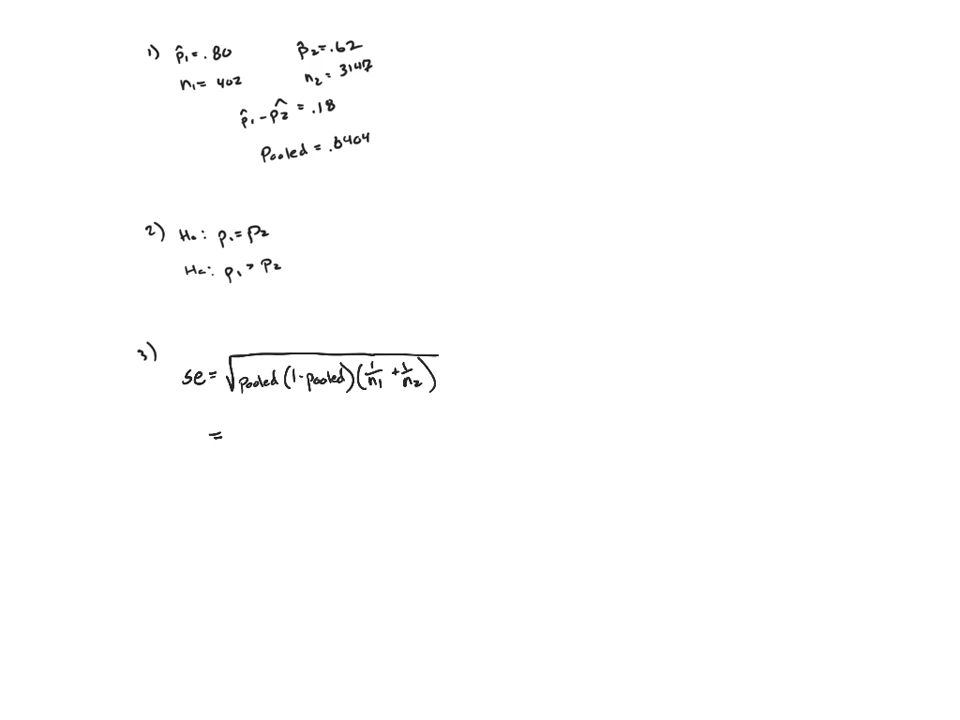 1) p̂₁ = .80 p̂₂ = .62
n₁ = 402 n₂ = 3147
p̂₁ - p̂₂ = .18
Pooled = .6404
2) H₀: p₁ = p₂
Hₐ: p₁ > p₂
3)
se = √pooled (1 - pooled) (1/n₁ + 1/n₂)
=